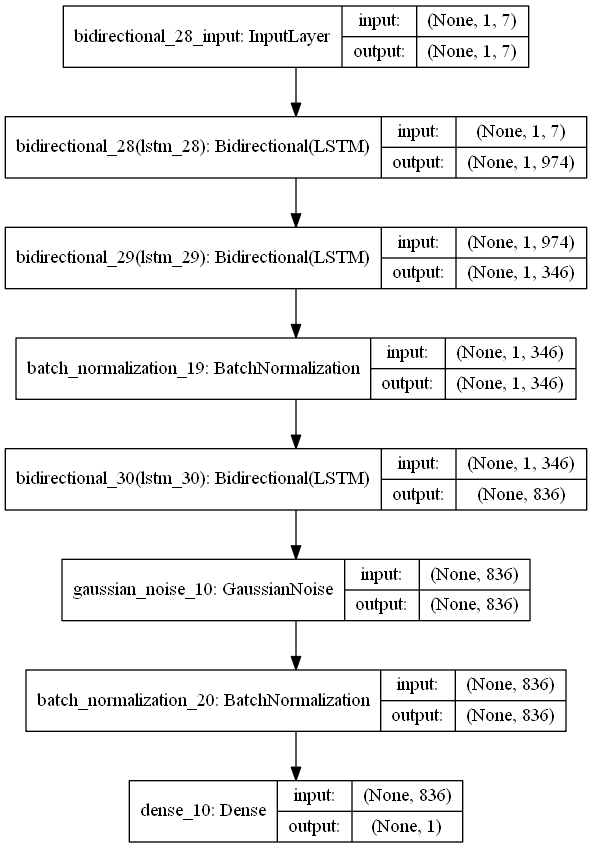 bidirectional_28_input: InputLayer
input: (None, 1, 7)
output: (None, 1, 7)
bidirectional_28(lstm_28): Bidirectional(LSTM)
input: (None, 1, 7)
output: (None, 1, 974)
bidirectional_29(lstm_29): Bidirectional(LSTM)
input: (None, 1, 974)
output: (None, 1, 346)
batch_normalization_19: BatchNormalization
input: (None, 1, 346)
output: (None, 1, 346)
bidirectional_30(lstm_30): Bidirectional(LSTM)
input: (None, 1, 346)
output: (None, 836)
gaussian_noise_10: GaussianNoise
input: (None, 836)
output: (None, 836)
batch_normalization_20: BatchNormalization
input: (None, 836)
output: (None, 836)
dense_10: Dense
input: (None, 836)
output: (None, 1)